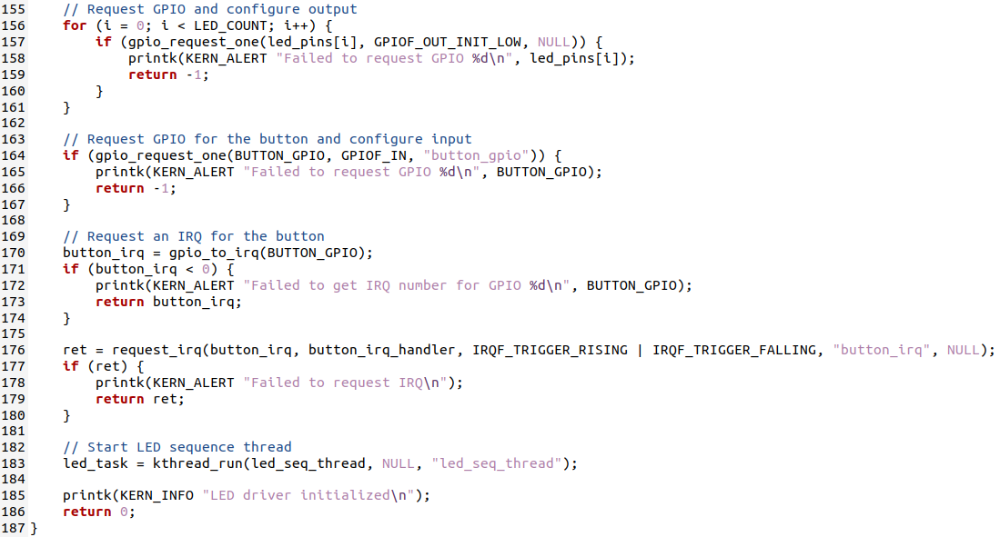 155     // Request GPIO and configure output
156     for (i = 0; i < LED_COUNT; i++) {
157         if (gpio_request_one(led_pins[i], GPIOF_OUT_INIT_LOW, NULL)) {
158             printk(KERN_ALERT "Failed to request GPIO %d\n", led_pins[i]);
159             return -1;
160         }
161     }
162
163     // Request GPIO for the button and configure input
164     if (gpio_request_one(BUTTON_GPIO, GPIOF_IN, "button_gpio")) {
165         printk(KERN_ALERT "Failed to request GPIO %d\n", BUTTON_GPIO);
166         return -1;
167     }
168
169     // Request an IRQ for the button
170     button_irq = gpio_to_irq(BUTTON_GPIO);
171     if (button_irq < 0) {
172         printk(KERN_ALERT "Failed to get IRQ number for GPIO %d\n", BUTTON_GPIO);
173         return button_irq;
174     }
175
176     ret = request_irq(button_irq, button_irq_handler, IRQF_TRIGGER_RISING | IRQF_TRIGGER_FALLING, "button_irq", NULL);
177     if (ret) {
178         printk(KERN_ALERT "Failed to request IRQ\n");
179         return ret;
180     }
181
182     // Start LED sequence thread
183     led_task = kthread_run(led_seq_thread, NULL, "led_seq_thread");
184
185     printk(KERN_INFO "LED driver initialized\n");
186     return 0;
187 }